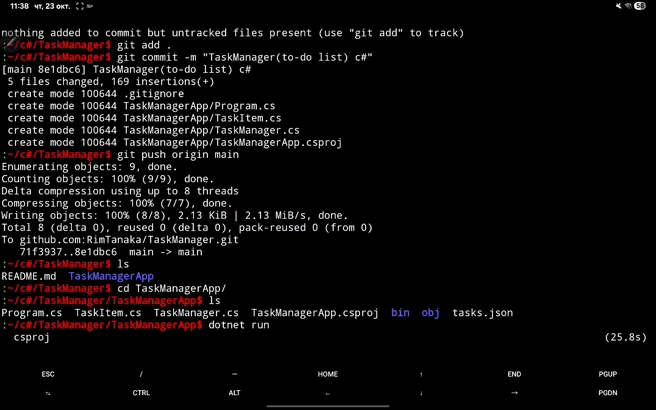 11:38 чт, 23 окт.
58
nothing added to commit but untracked files present (use "git add" to track)
:~/c#/TaskManager$ git add .
:~/c#/TaskManager$ git commit -m "TaskManager(to-do list) c#"
[main 8e1dbc6] TaskManager(to-do list) c#
5 files changed, 169 insertions(+)
create mode 100644 .gitignore
create mode 100644 TaskManagerApp/Program.cs
create mode 100644 TaskManagerApp/TaskItem.cs
create mode 100644 TaskManagerApp/TaskManager.cs
create mode 100644 TaskManagerApp/TaskManagerApp.csproj
:~/c#/TaskManager$ git push origin main
Enumerating objects: 9, done.
Counting objects: 100% (9/9), done.
Delta compression using up to 8 threads
Compressing objects: 100% (7/7), done.
Writing objects: 100% (8/8), 2.13 KiB | 2.13 MiB/s, done.
Total 8 (delta 0), reused 0 (delta 0), pack-reused 0 (from 0)
To github.com:RimTanaka/TaskManager.git
71f3937..8e1dbc6 main -> main
:~/c#/TaskManager$ ls
README.md TaskManagerApp
:~/c#/TaskManager$ cd TaskManagerApp/
:~/c#/TaskManager/TaskManagerApp$ ls
Program.cs TaskItem.cs TaskManager.cs TaskManagerApp.csproj bin obj tasks.json
:~/c#/TaskManager/TaskManagerApp$ dotnet run
csproj (25.8s)
ESC / — HOME ↑ END PGUP
↹ CTRL ALT ← ↓ → PGDN